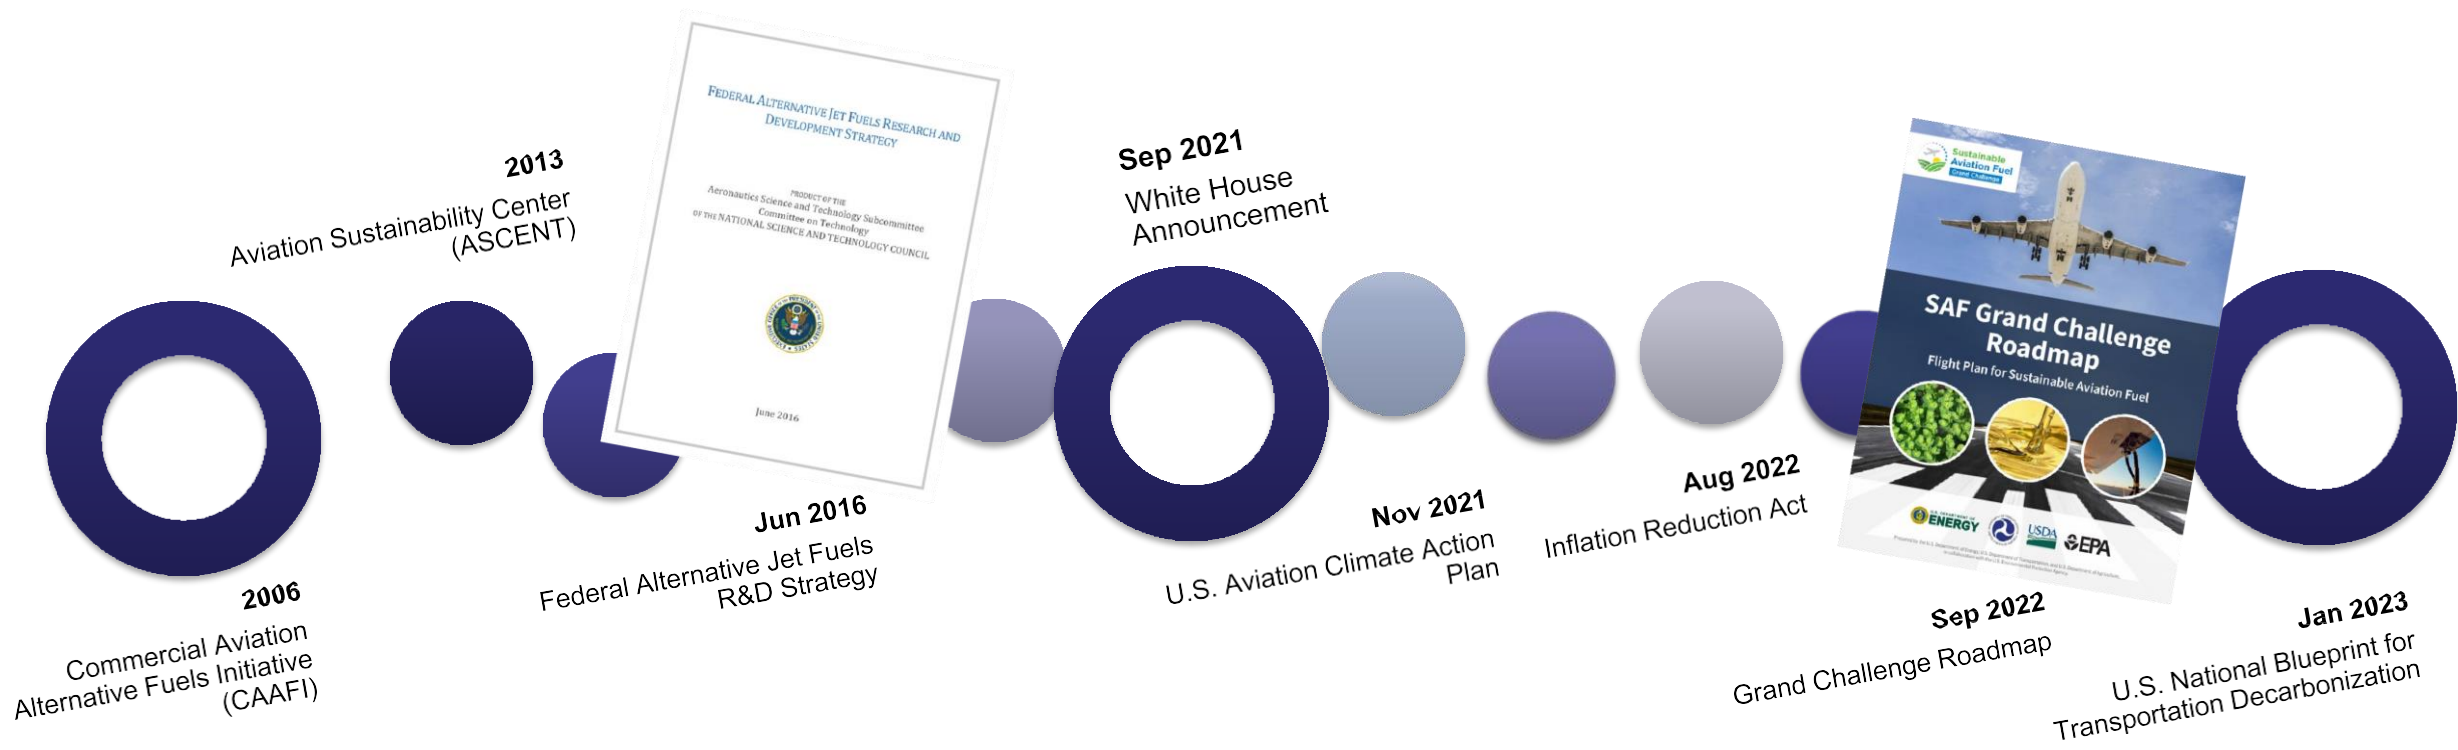 2006
Commercial Aviation
Alternative Fuels Initiative
(CAAFI)
2013
Aviation Sustainability Center
(ASCENT)
FEDERAL ALTERNATIVE JET FUELS RESEARCH AND
DEVELOPMENT STRATEGY
PRODUCT OF THE
Aeronautics Science and Technology Subcommittee
Committee on Technology
OF THE NATIONAL SCIENCE AND TECHNOLOGY COUNCIL
June 2016
Jun 2016
Federal Alternative Jet Fuels
R&D Strategy
Sep 2021
White House
Announcement
Nov 2021
U.S. Aviation Climate Action
Plan
Aug 2022
Inflation Reduction Act
Sustainable
Aviation Fuel
Grand Challenge
SAF Grand Challenge
Roadmap
Flight Plan for Sustainable Aviation Fuel
U.S. DEPARTMENT OF
ENERGY
USDA
EPA
Sep 2022
Grand Challenge Roadmap
Jan 2023
U.S. National Blueprint for
Transportation Decarbonization